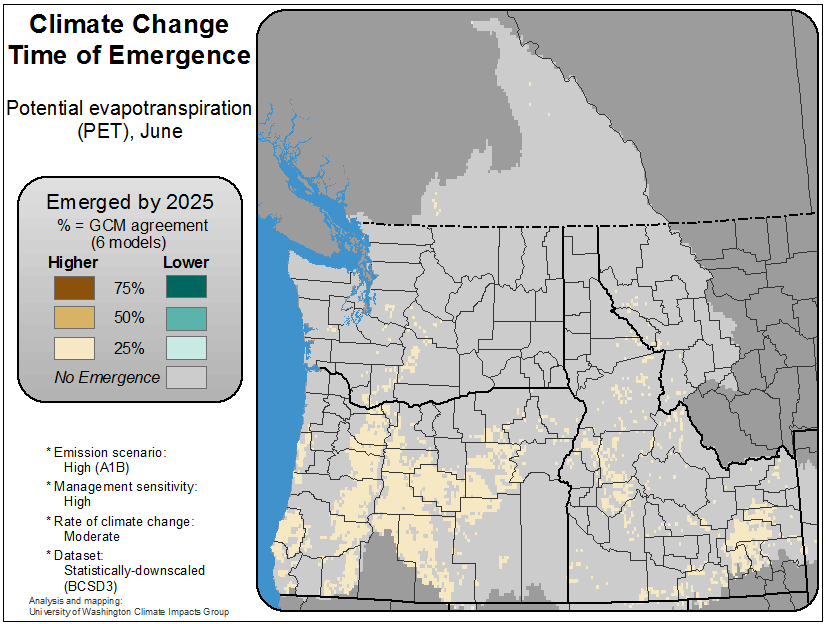 Climate Change
Time of Emergence
Potential evapotranspiration
(PET), June
Emerged by 2025
% = GCM agreement
(6 models)
Higher Lower
75%
50%
25%
No Emergence
* Emission scenario:
High (A1B)
* Management sensitivity:
High
* Rate of climate change:
Moderate
* Dataset:
Statistically-downscaled
(BCSD3)
Analysis and mapping:
University of Washington Climate Impacts Group